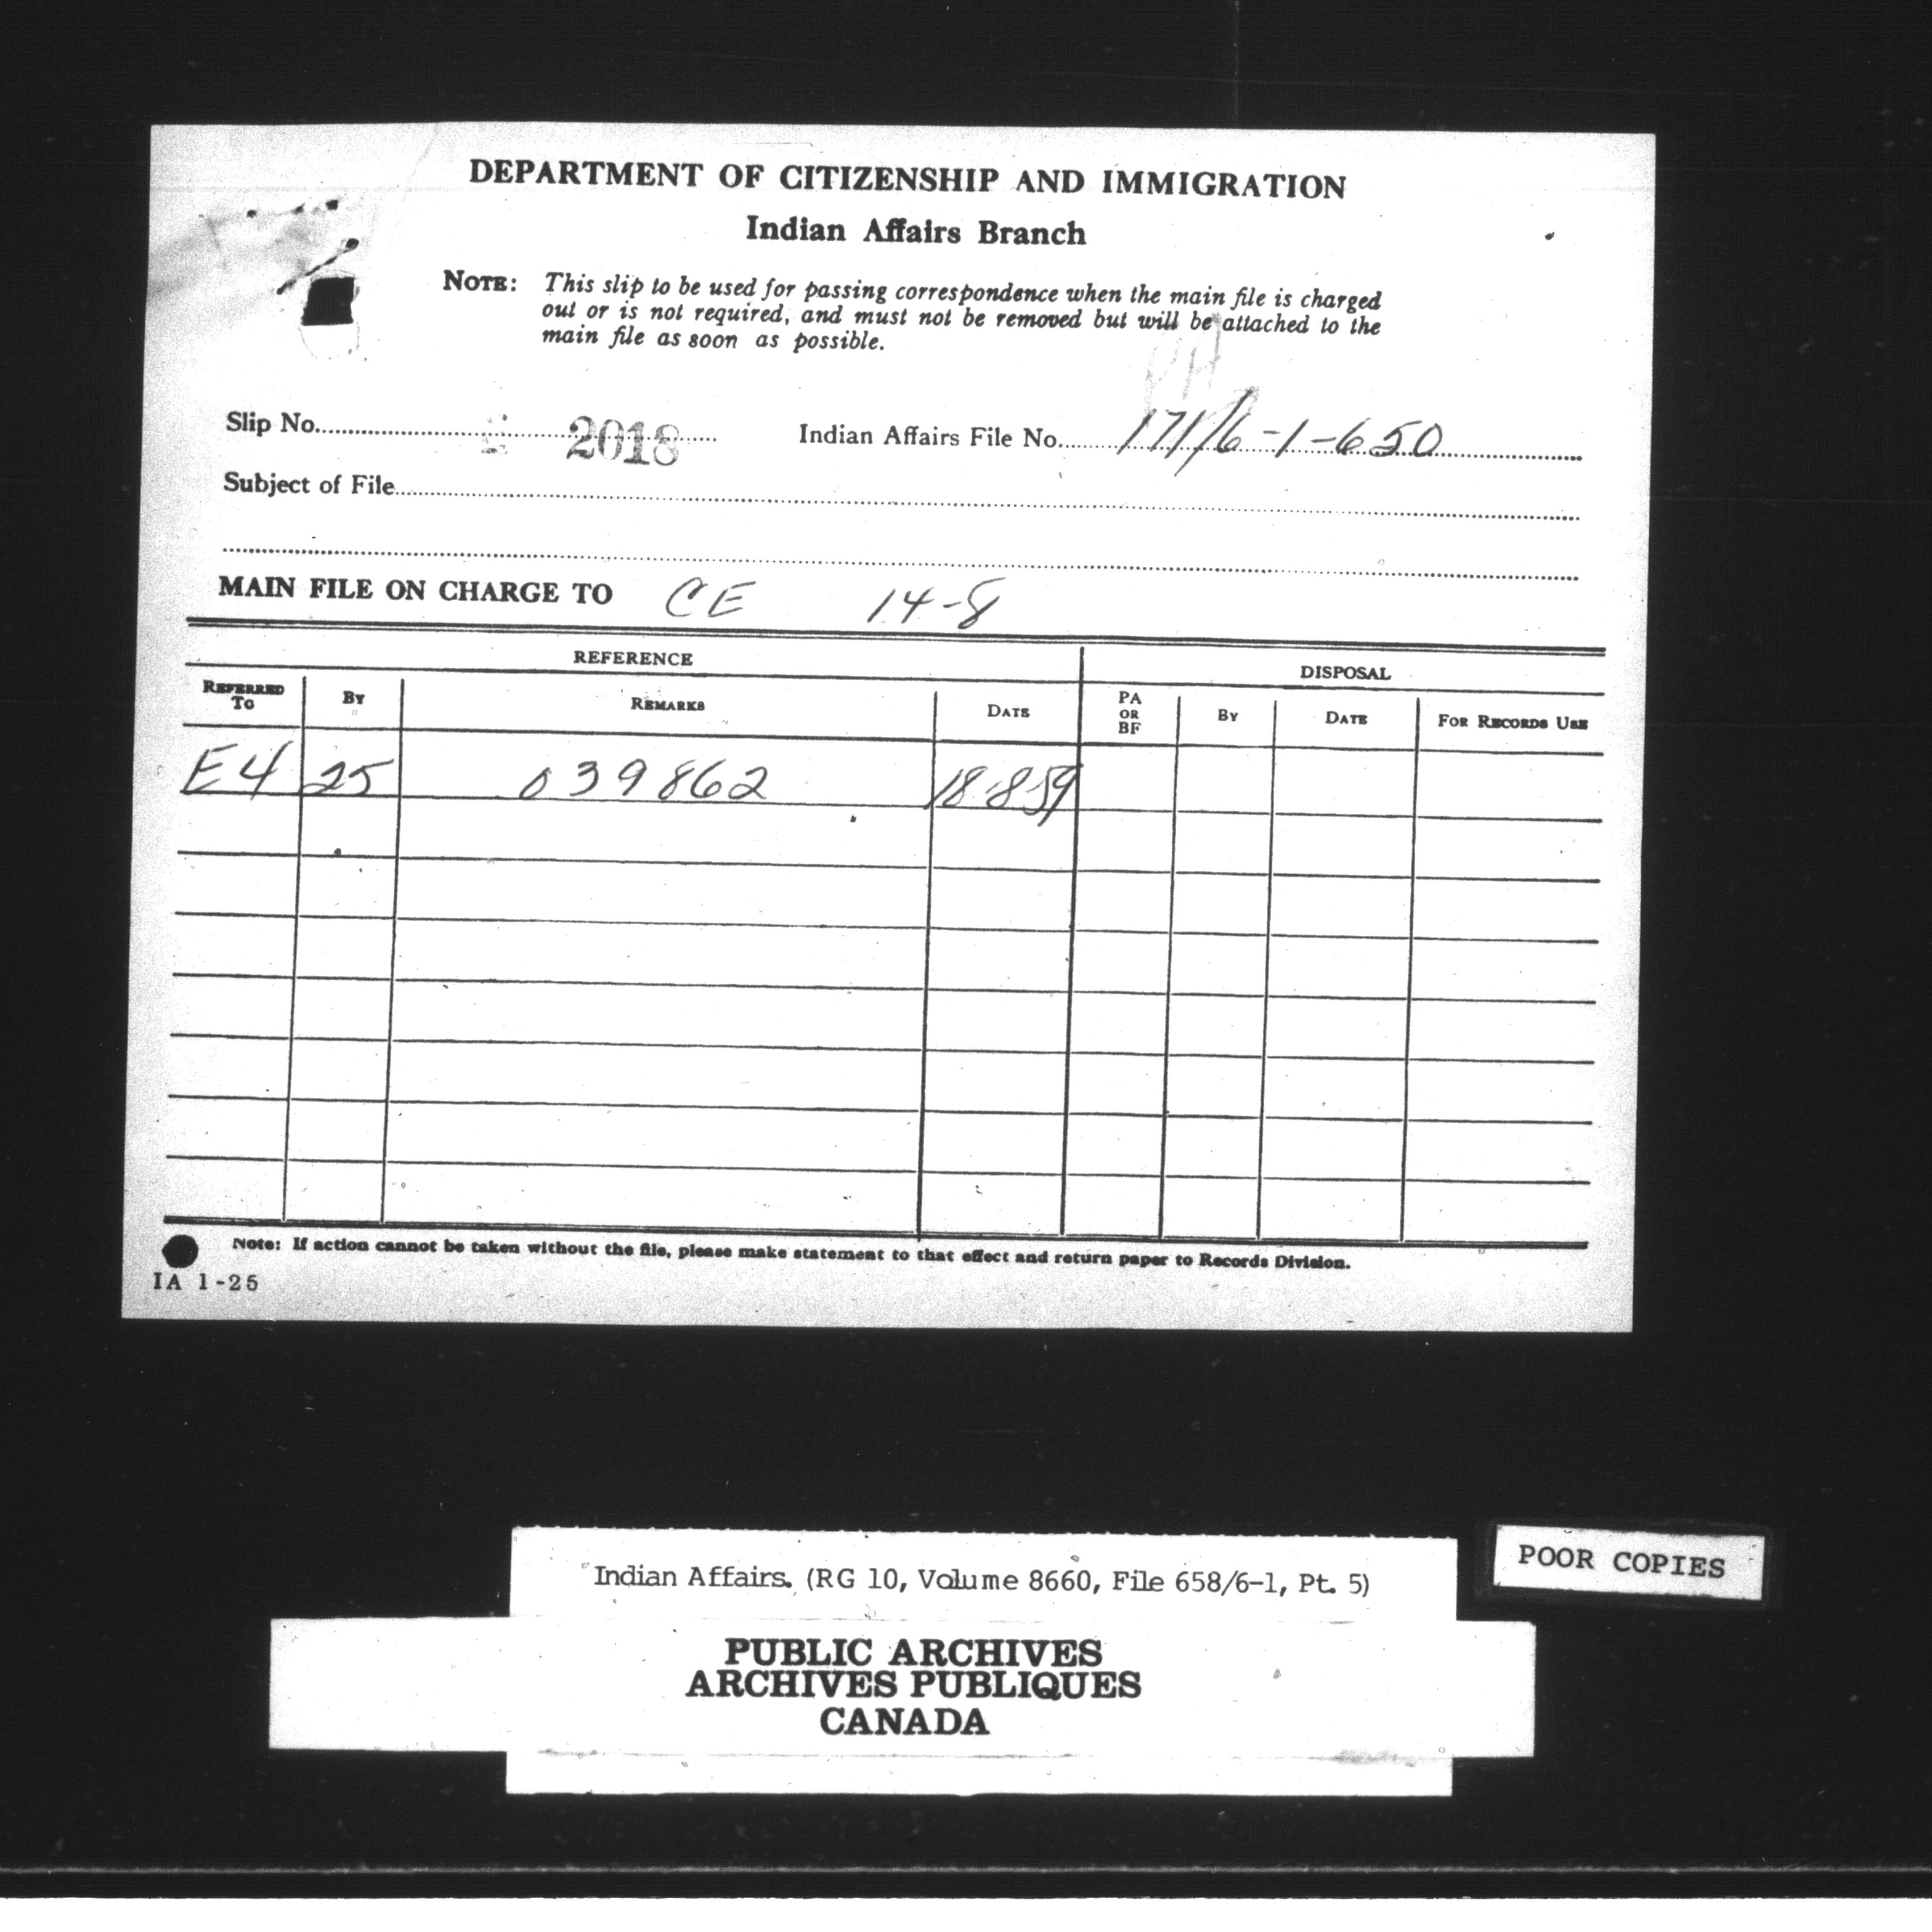 DEPARTMENT OF CITIZENSHIP AND IMMIGRATION
Indian Affairs Branch
NOTE: This slip to be used for passing correspondence when the main file is charged
out or is not required, and must not be removed but will be attached to the
main file as soon as possible.
Slip No. 2018 Indian Affairs File No. 171/6-1-650
Subject of File
MAIN FILE ON CHARGE TO CE 14-8
REFERENCE DISPOSAL
REFERRED TO BY REMARKS DATE PA OR BF BY DATE FOR RECORDS USE
E4 25 039862 18-8-59
Note: If action cannot be taken without the file, please make statement to that effect and return paper to Records Division.
IA 1-25
Indian Affairs. (RG 10, Volume 8660, File 658/6-1, Pt. 5)
POOR COPIES
PUBLIC ARCHIVES
ARCHIVES PUBLIQUES
CANADA